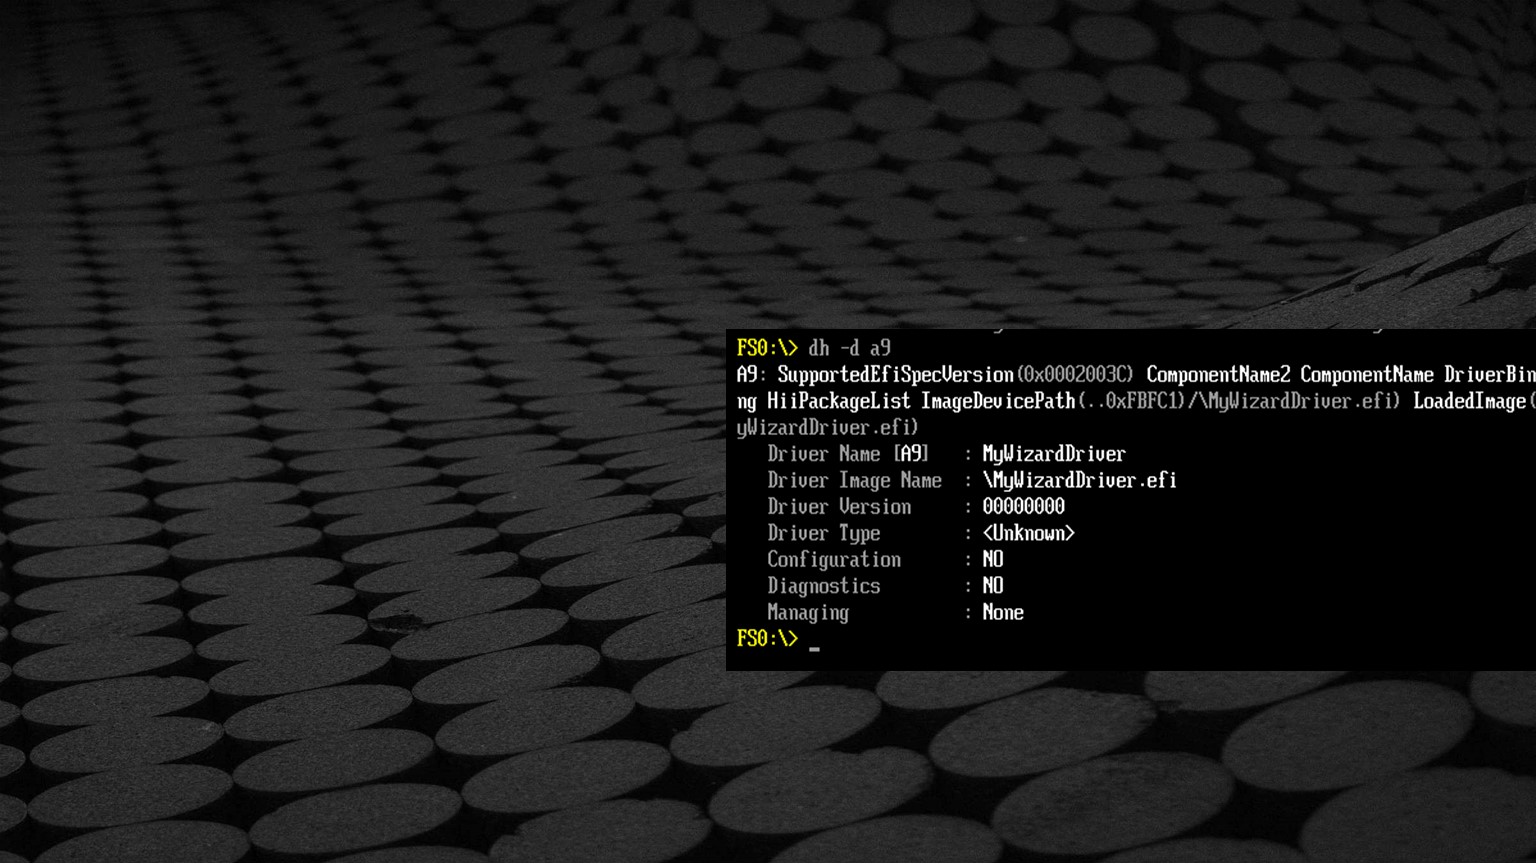 FS0:\> dh -d a9
A9: SupportedEfiSpecVersion(0x0002003C) ComponentName2 ComponentName DriverBin
ng HiiPackageList ImageDevicePath(..0xFBFC1)/\MyWizardDriver.efi) LoadedImage(
yWizardDriver.efi)
Driver Name [A9] : MyWizardDriver
Driver Image Name : \MyWizardDriver.efi
Driver Version : 00000000
Driver Type : <Unknown>
Configuration : NO
Diagnostics : NO
Managing : None
FS0:\> _